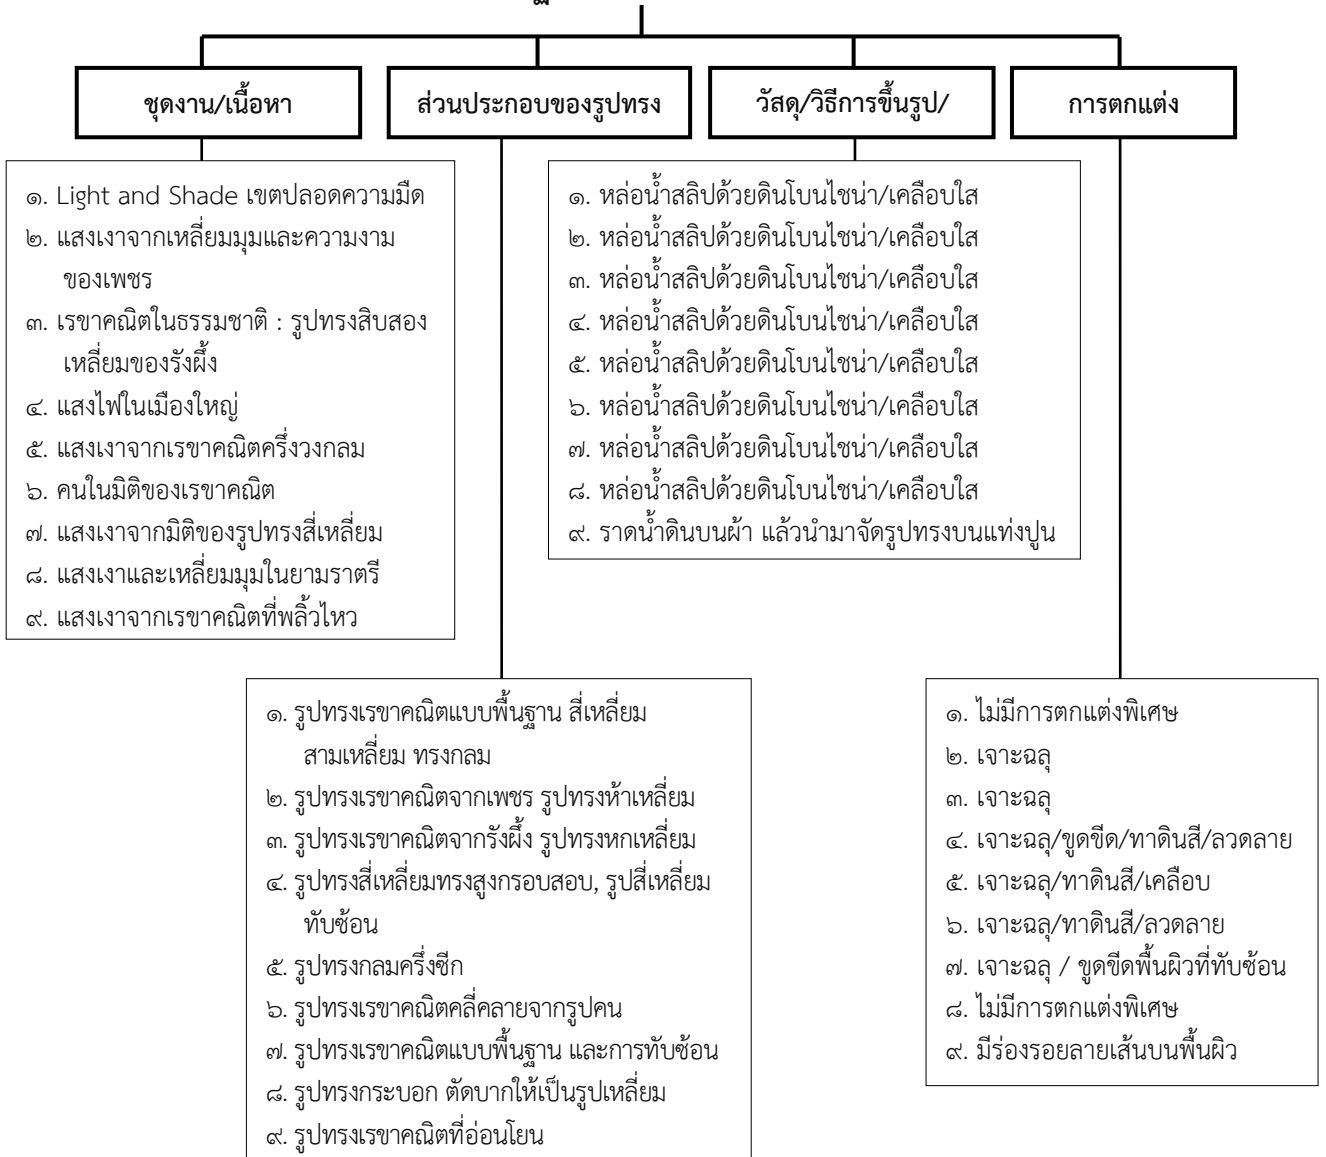 ชุดงาน/เนื้อหา
ส่วนประกอบของรูปทรง
วัสดุ/วิธีการขึ้นรูป/
การตกแต่ง
๑. Light and Shade เขตปลอดความมืด
๒. แสงเงาจากเหลี่ยมมุมและความงาม
ของเพชร
๓. เรขาคณิตในธรรมชาติ : รูปทรงสิบสอง
เหลี่ยมของรังผึ้ง
๔. แสงไฟในเมืองใหญ่
๕. แสงเงาจากเรขาคณิตครึ่งวงกลม
๖. คนในมิติของเรขาคณิต
๗. แสงเงาจากมิติของรูปทรงสี่เหลี่ยม
๘. แสงเงาและเหลี่ยมมุมในยามราตรี
๙. แสงเงาจากเรขาคณิตที่พลิ้วไหว
๑. หล่อน้ำสลิปด้วยดินโบนไชน่า/เคลือบใส
๒. หล่อน้ำสลิปด้วยดินโบนไชน่า/เคลือบใส
๓. หล่อน้ำสลิปด้วยดินโบนไชน่า/เคลือบใส
๔. หล่อน้ำสลิปด้วยดินโบนไชน่า/เคลือบใส
๕. หล่อน้ำสลิปด้วยดินโบนไชน่า/เคลือบใส
๖. หล่อน้ำสลิปด้วยดินโบนไชน่า/เคลือบใส
๗. หล่อน้ำสลิปด้วยดินโบนไชน่า/เคลือบใส
๘. หล่อน้ำสลิปด้วยดินโบนไชน่า/เคลือบใส
๙. ราดน้ำดินบนผ้า แล้วนำมาจัดรูปทรงบนแท่งปูน
๑. รูปทรงเรขาคณิตแบบพื้นฐาน สี่เหลี่ยม
สามเหลี่ยม ทรงกลม
๒. รูปทรงเรขาคณิตจากเพชร รูปทรงห้าเหลี่ยม
๓. รูปทรงเรขาคณิตจากรังผึ้ง รูปทรงหกเหลี่ยม
๔. รูปทรงสี่เหลี่ยมทรงสูงกรอบสอบ, รูปสี่เหลี่ยม
ทับซ้อน
๕. รูปทรงกลมครึ่งซีก
๖. รูปทรงเรขาคณิตคลี่คลายจากรูปคน
๗. รูปทรงเรขาคณิตแบบพื้นฐาน และการทับซ้อน
๘. รูปทรงกระบอก ตัดบากให้เป็นรูปเหลี่ยม
๙. รูปทรงเรขาคณิตที่อ่อนโยน
๑. ไม่มีการตกแต่งพิเศษ
๒. เจาะฉลุ
๓. เจาะฉลุ
๔. เจาะฉลุ/ขูดขีด/ทาดินสี/ลวดลาย
๕. เจาะฉลุ/ทาดินสี/เคลือบ
๖. เจาะฉลุ/ทาดินสี/ลวดลาย
๗. เจาะฉลุ / ขูดขีดพื้นผิวที่ทับซ้อน
๘. ไม่มีการตกแต่งพิเศษ
๙. มีร่องรอยลายเส้นบนพื้นผิว